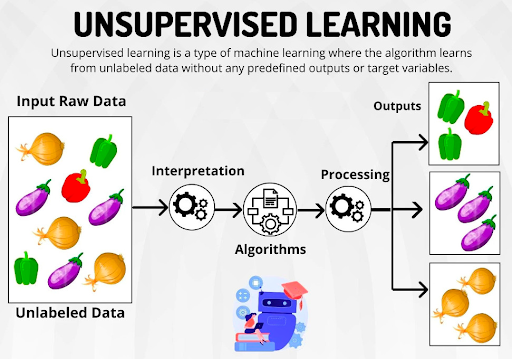 UNSUPERVISED LEARNING
Unsupervised learning is a type of machine learning where the algorithm learns
from unlabeled data without any predefined outputs or target variables.
Input Raw Data
Outputs
Interpretation
Processing
Algorithms
Unlabeled Data